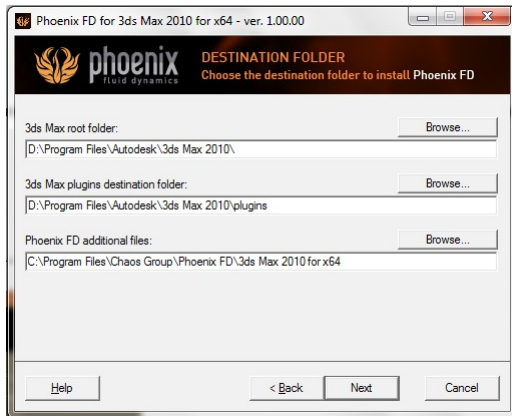 Phoenix FD for 3ds Max 2010 for x64 - ver. 1.00.00
phoenix
fluid dynamics
DESTINATION FOLDER
Choose the destination folder to install Phoenix FD
3ds Max root folder:
Browse...
D:\Program Files\Autodesk\3ds Max 2010\
3ds Max plugins destination folder:
Browse...
D:\Program Files\Autodesk\3ds Max 2010\plugins
Phoenix FD additional files:
Browse...
C:\Program Files\Chaos Group\Phoenix FD\3ds Max 2010 for x64
Help
< Back
Next
Cancel